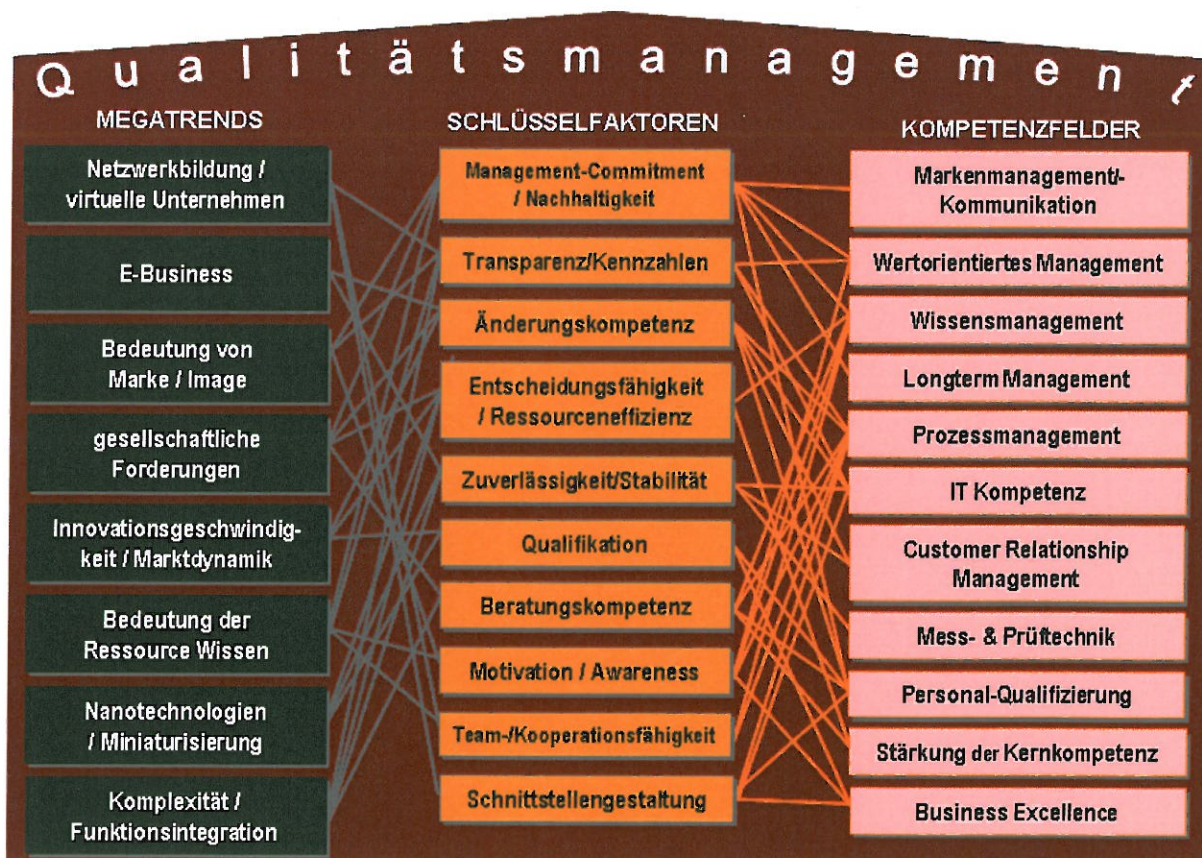 Qualitätsmanagement
MEGATRENDS
Netzwerkbildung /
virtuelle Unternehmen
E-Business
Bedeutung von
Marke / Image
gesellschaftliche
Forderungen
Innovationsgeschwindig-
keit / Marktdynamik
Bedeutung der
Ressource Wissen
Nanotechnologien
/ Miniaturisierung
Komplexität /
Funktionsintegration
SCHLÜSSELFAKTOREN
Management-Commitment
/ Nachhaltigkeit
Transparenz/Kennzahlen
Änderungskompetenz
Entscheidungsfähigkeit
/ Ressourceneffizienz
Zuverlässigkeit/Stabilität
Qualifikation
Beratungskompetenz
Motivation / Awareness
Team-/Kooperationsfähigkeit
Schnittstellengestaltung
KOMPETENZFELDER
Markenmanagement/-
Kommunikation
Wertorientiertes Management
Wissensmanagement
Longterm Management
Prozessmanagement
IT Kompetenz
Customer Relationship
Management
Mess- & Prüftechnik
Personal-Qualifizierung
Stärkung der Kernkompetenz
Business Excellence